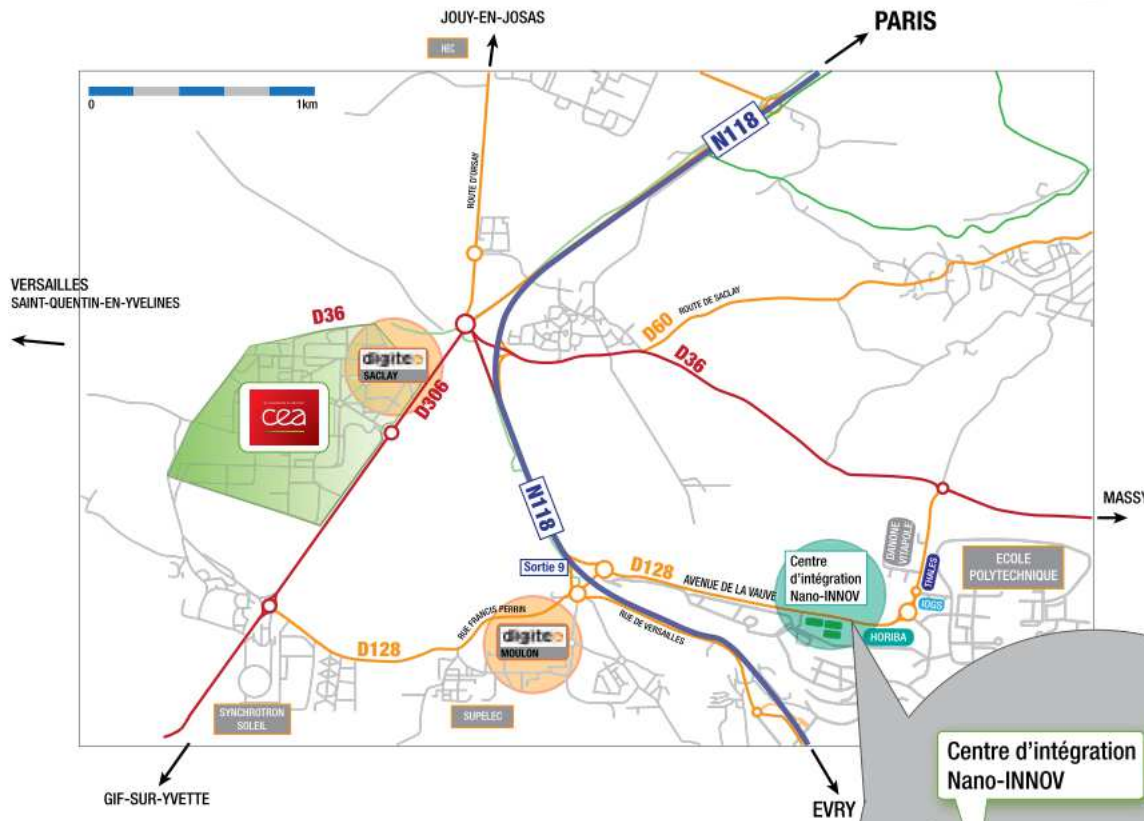 JOUY-EN-JOSAS
PARIS
HEC
0
1km
N118
ROUTE D'ORSAY
VERSAILLES
SAINT-QUENTIN-EN-YVELINES
D36
ROUTE DE SACLAY
D60
D36
digiteo
SACLAY
D306
cea
N118
MASSY
DANONE
VITAPOLE
THALES
ECOLE
POLYTECHNIQUE
Sortie 9
D128
AVENUE DE LA VAUVE
Centre
d'intégration
Nano-INNOV
IOGS
HORIBA
RUE FRANCIS PERRIN
RUE DE VERSAILLES
D128
digiteo
MOULON
SYNCHROTRON
SOLEIL
SUPELEC
Centre d'intégration
Nano-INNOV
GIF-SUR-YVETTE
EVRY